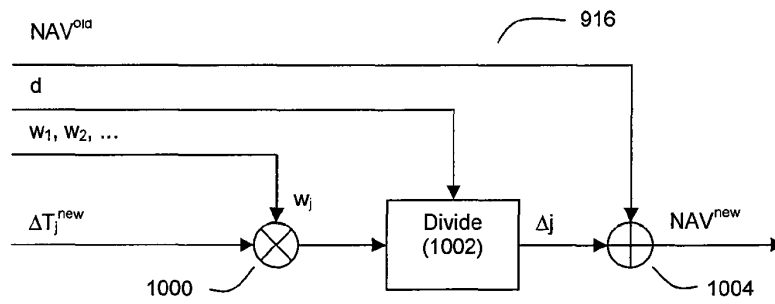 NAV^old
916
d
w₁, w₂, ...
wⱼ
ΔTⱼ^new
Divide
(1002)
Δj
NAV^new
1000
1004